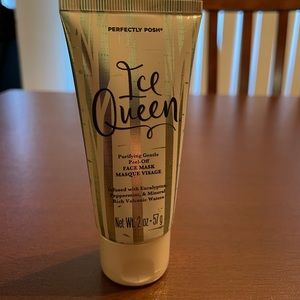 PERFECTLY POSH®
Ice
Queen
Purifying Gentle
Peel-Off
FACE MASK
MASQUE VISAGE
Infused with Eucalyptus,
Peppermint, & Mineral
Rich Volcanic Waters
Net Wt. 2 oz • 57 g